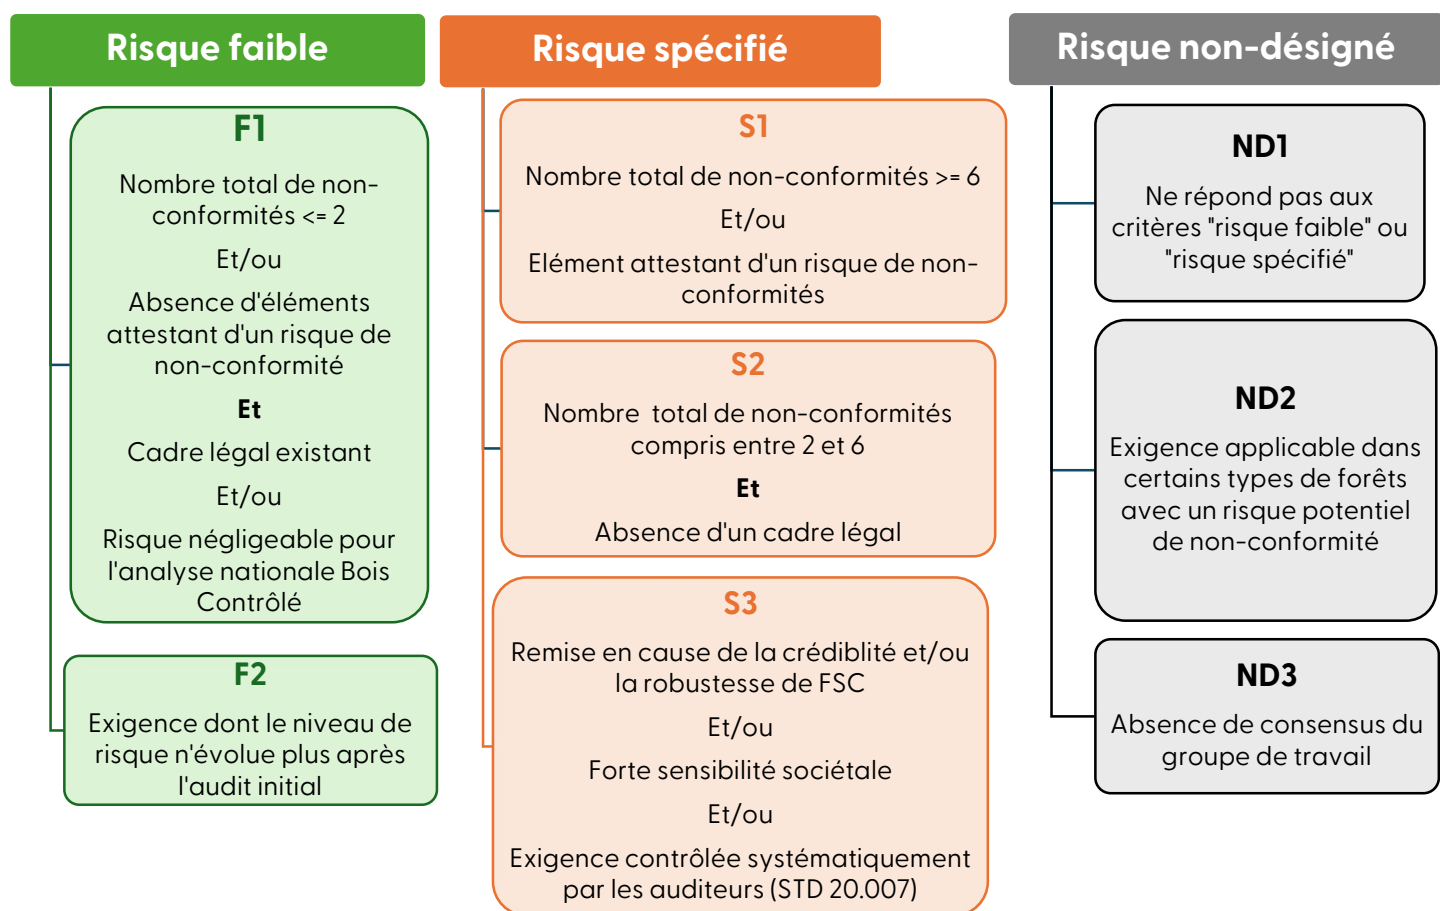 Risque faible
F1
Nombre total de non-
conformités <= 2
Et/ou
Absence d'éléments
attestant d'un risque de
non-conformité
Et
Cadre légal existant
Et/ou
Risque négligeable pour
l'analyse nationale Bois
Contrôlé
F2
Exigence dont le niveau de
risque n'évolue plus après
l'audit initial
Risque spécifié
S1
Nombre total de non-conformités >= 6
Et/ou
Elément attestant d'un risque de non-
conformités
S2
Nombre total de non-conformités
compris entre 2 et 6
Et
Absence d'un cadre légal
S3
Remise en cause de la crédiblité et/ou
la robustesse de FSC
Et/ou
Forte sensibilité sociétale
Et/ou
Exigence contrôlée systématiquement
par les auditeurs (STD 20.007)
Risque non-désigné
ND1
Ne répond pas aux
critères "risque faible" ou
"risque spécifié"
ND2
Exigence applicable dans
certains types de forêts
avec un risque potentiel
de non-conformité
ND3
Absence de consensus du
groupe de travail